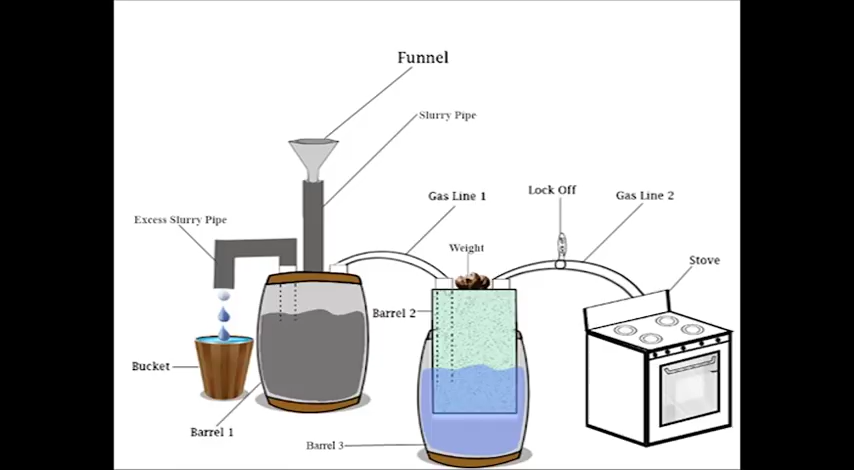 Funnel
Slurry Pipe
Excess Slurry Pipe
Gas Line 1
Lock Off
Gas Line 2
Weight
Stove
Barrel 2
Bucket
Barrel 1
Barrel 3